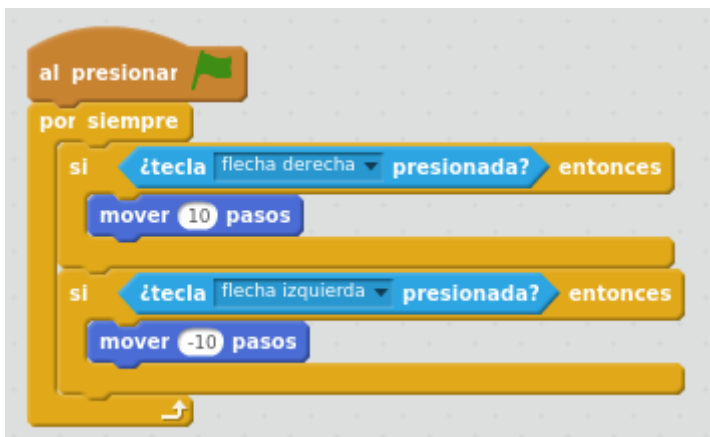 al presionar
por siempre
si ¿tecla flecha derecha presionada? entonces
mover 10 pasos
si ¿tecla flecha izquierda presionada? entonces
mover -10 pasos